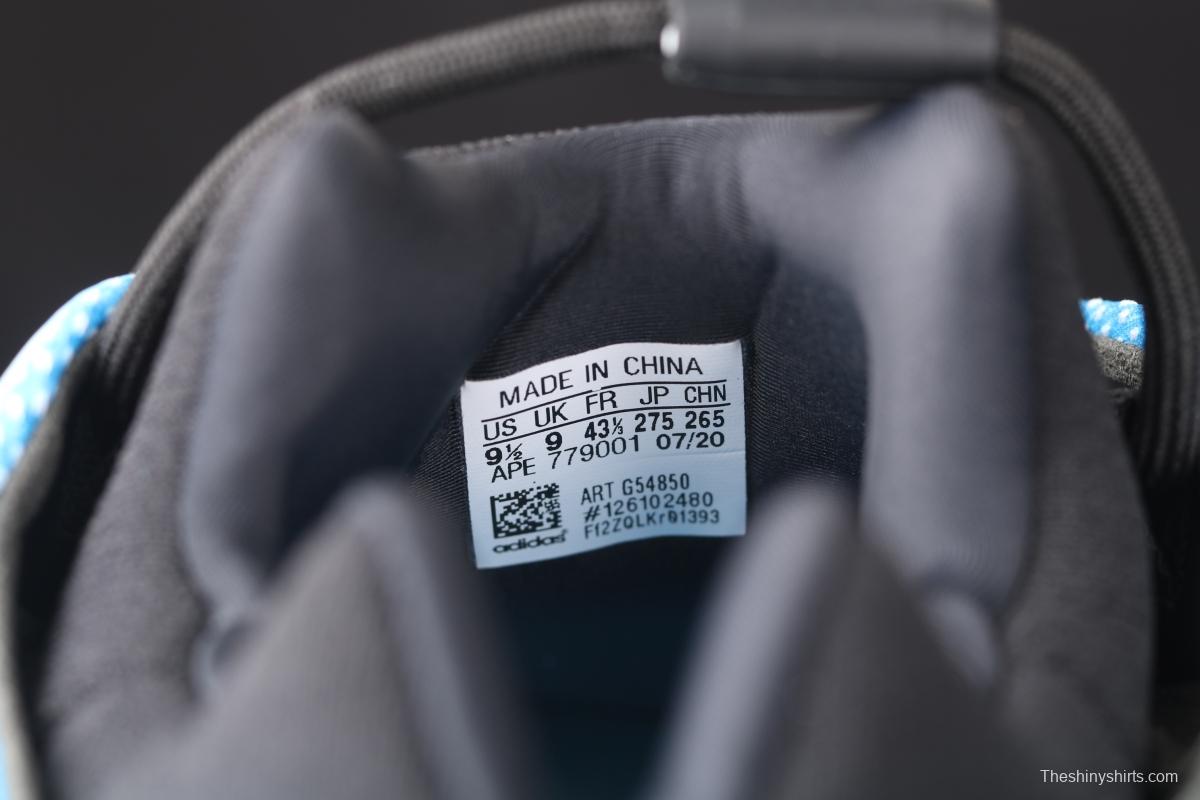 MADE IN CHINA
US UK FR JP CHN
9½ 9 43⅓ 275 265
APE 779001 07/20
ART G54850
#126102480
F12ZQLKr01393
adidas
Theshinyshirts.com